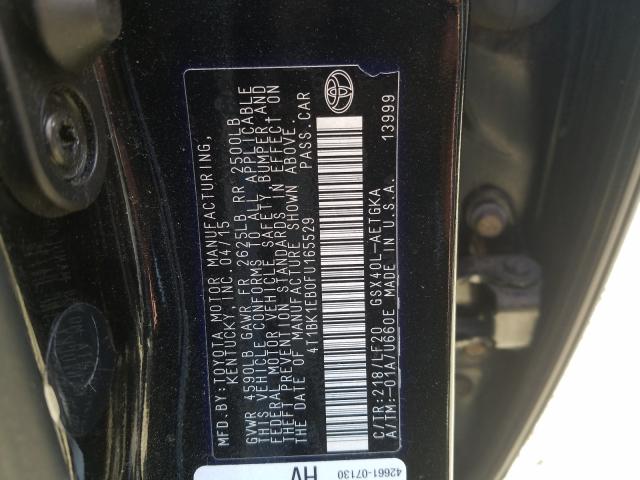 MFD.BY:TOYOTA MOTOR MANUFACTURING,
KENTUCKY, INC. 04/15
GVWR 4590LB GAWR FR 2625LB RR 2500LB
THIS VEHICLE CONFORMS TO ALL APPLICABLE
FEDERAL MOTOR VEHICLE SAFETY, BUMPER, AND
THEFT PREVENTION STANDARDS IN EFFECT ON
THE DATE OF MANUFACTURE SHOWN ABOVE.
4T1BK1EB0FU165529 PASS.CAR
C/TR:218/LF20 GSX40L-AETGKA
A/TM:-01A/U660E MADE IN U.S.A. 13999
HV
42661-07130